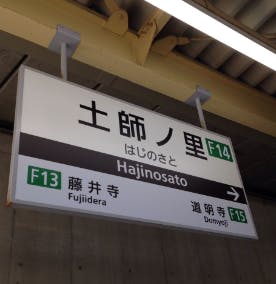 土師ノ里 F14
はじのさと
Hajinosato
→
F13 藤井寺
Fujiidera
道明寺 F15
Domyoji